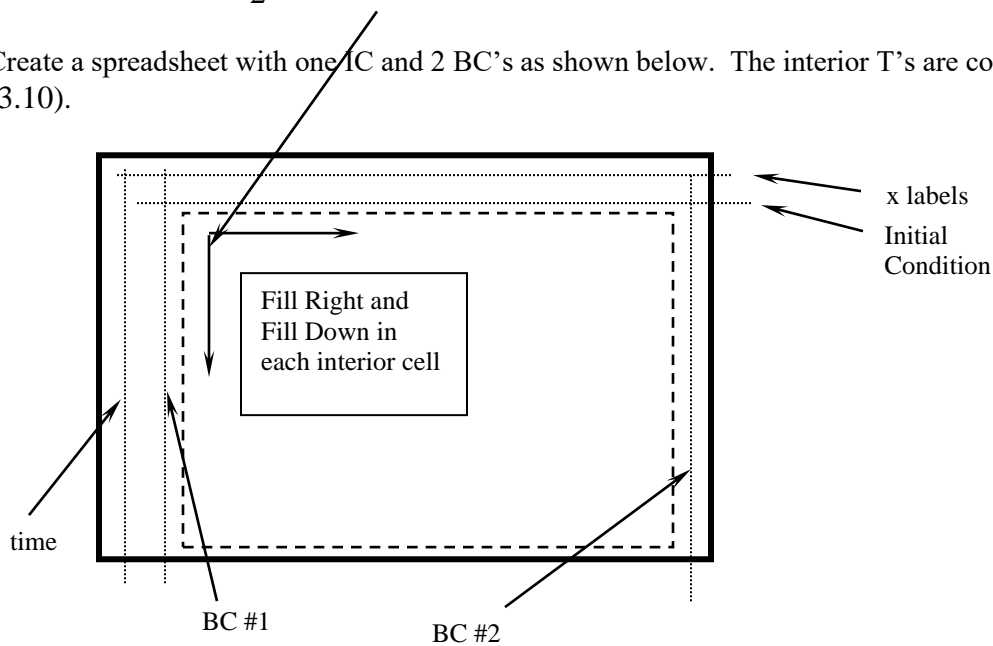 2
Create a spreadsheet with one IC and 2 BC's as shown below. The interior T's are co
3.10).
x labels
Initial
Condition
Fill Right and
Fill Down in
each interior cell
time
BC #1
BC #2